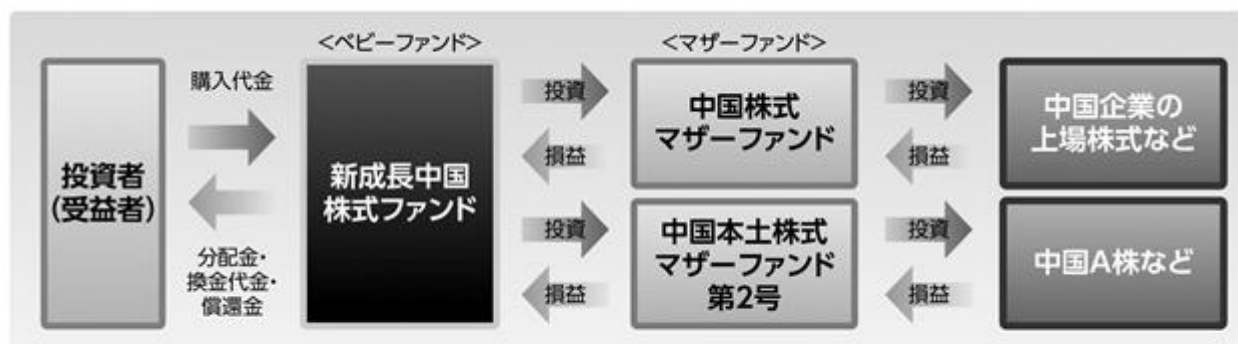 <ベビーファンド>
<マザーファンド>
投資者
(受益者)
購入代金
分配金・
換金代金・
償還金
新成長中国
株式ファンド
投資
損益
中国株式
マザーファンド
投資
損益
中国企業の
上場株式など
投資
損益
中国本土株式
マザーファンド
第2号
投資
損益
中国A株など